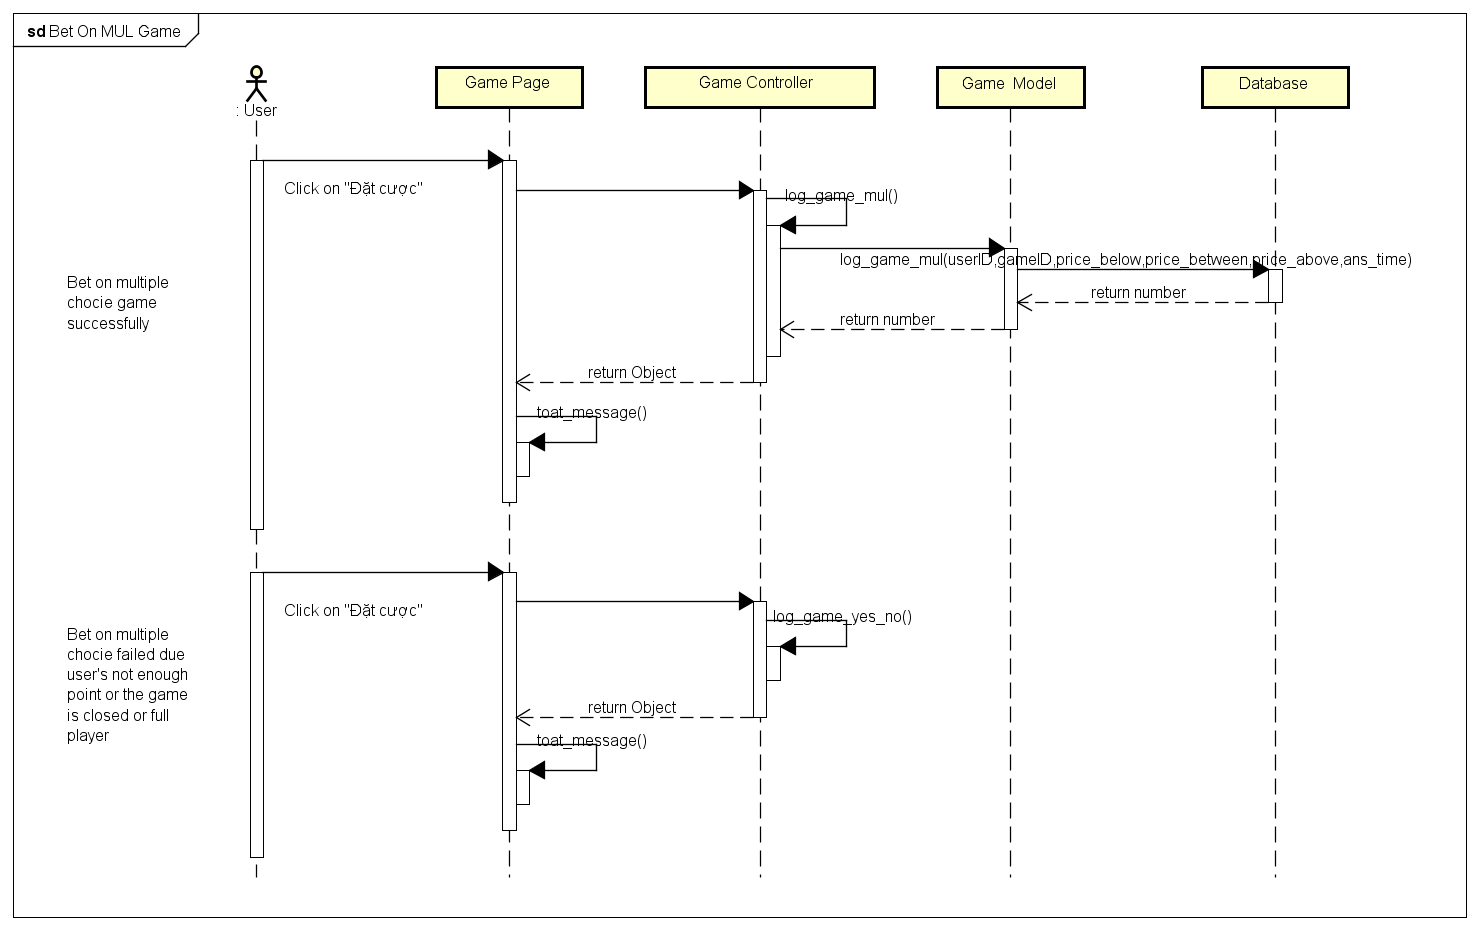 sd Bet On MUL Game
: User
Game Page
Game Controller
Game  Model
Database
Click on "Đặt cược"
log_game_mul()
log_game_mul(userID,gameID,price_below,price_between,price_above,ans_time)
Bet on multiple
chocie game
successfully
return number
return number
return Object
toat_message()
Click on "Đặt cược"
log_game_yes_no()
Bet on multiple
chocie failed due
user's not enough
point or the game
is closed or full
player
return Object
toat_message()